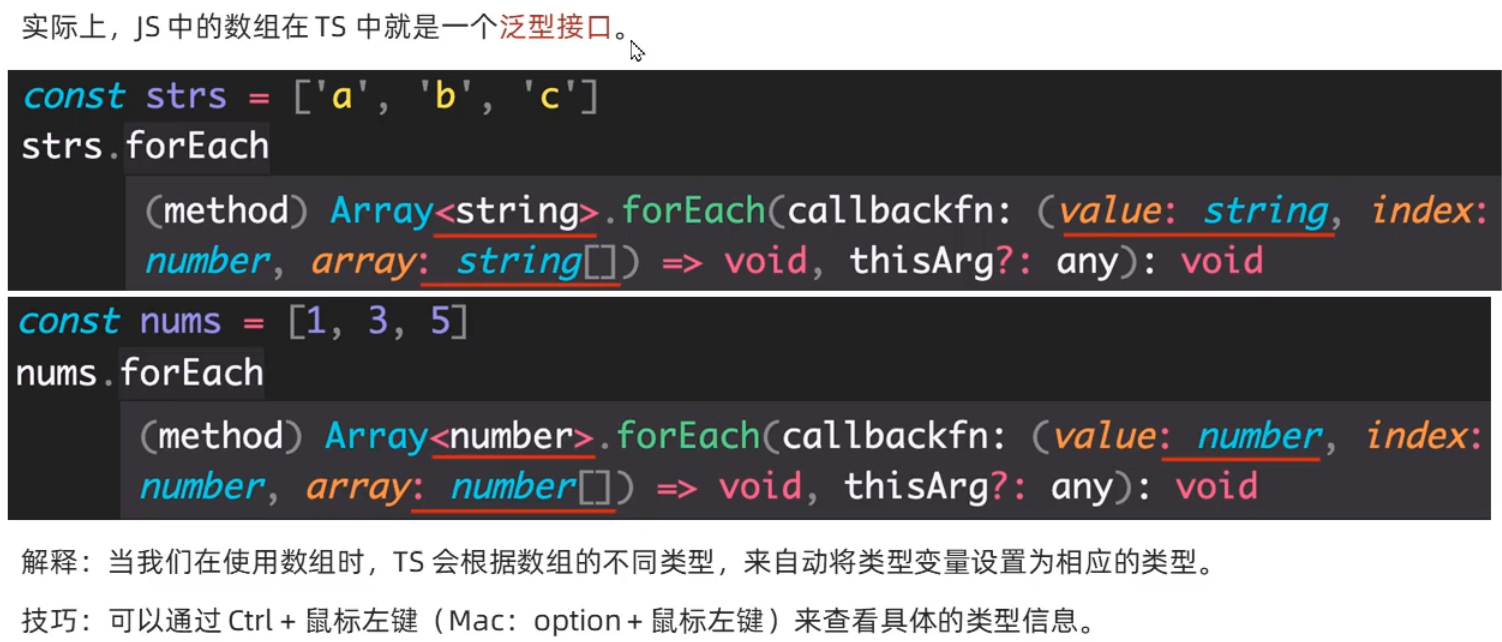 实际上，JS 中的数组在 TS 中就是一个泛型接口。
const strs = ['a', 'b', 'c']
strs.forEach
(method) Array<string>.forEach(callbackfn: (value: string, index:
number, array: string[]) => void, thisArg?: any): void
const nums = [1, 3, 5]
nums.forEach
(method) Array<number>.forEach(callbackfn: (value: number, index:
number, array: number[]) => void, thisArg?: any): void
解释：当我们在使用数组时，TS 会根据数组的不同类型，来自动将类型变量设置为相应的类型。
技巧：可以通过 Ctrl + 鼠标左键（Mac：option + 鼠标左键）来查看具体的类型信息。